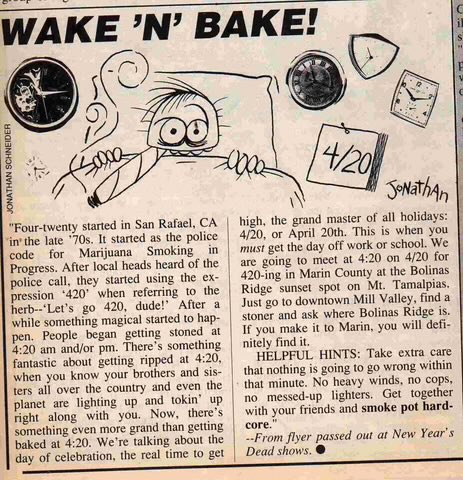 WAKE 'N' BAKE!
JONATHAN SCHNEIDER
4/20
JoNatHAn
"Four-twenty started in San Rafael, CA
in the late '70s. It started as the police
code for Marijuana Smoking in
Progress. After local heads heard of the
police call, they started using the ex-
pression '420' when referring to the
herb--'Let's go 420, dude!' After a
while something magical started to hap-
pen. People began getting stoned at
4:20 am and/or pm. There's something
fantastic about getting ripped at 4:20,
when you know your brothers and sis-
ters all over the country and even the
planet are lighting up and tokin' up
right along with you. Now, there's
something even more grand than getting
baked at 4:20. We're talking about the
day of celebration, the real time to get
high, the grand master of all holidays:
4/20, or April 20th. This is when you
must get the day off work or school. We
are going to meet at 4:20 on 4/20 for
420-ing in Marin County at the Bolinas
Ridge sunset spot on Mt. Tamalpias.
Just go to downtown Mill Valley, find a
stoner and ask where Bolinas Ridge is.
If you make it to Marin, you will defi-
nitely find it.
HELPFUL HINTS: Take extra care
that nothing is going to go wrong within
that minute. No heavy winds, no cops,
no messed-up lighters. Get together
with your friends and smoke pot hard-
core."
--From flyer passed out at New Year's
Dead shows.